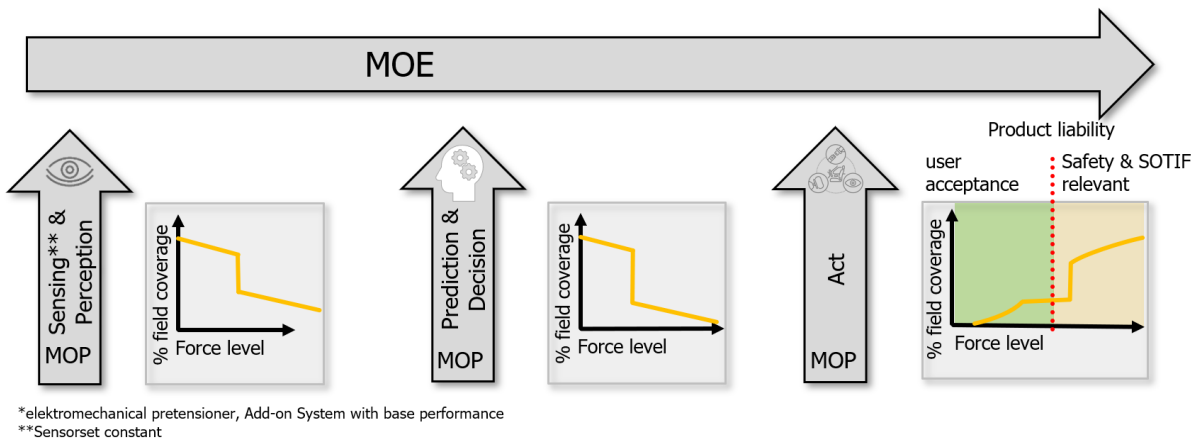 MOE
Sensing** &
Perception
MOP
% field coverage
Force level
Prediction &
Decision
MOP
% field coverage
Force level
Act
MOP
Product liability
user
acceptance
Safety & SOTIF
relevant
% field coverage
Force level
*elektromechanical pretensioner, Add-on System with base performance
**Sensorset constant